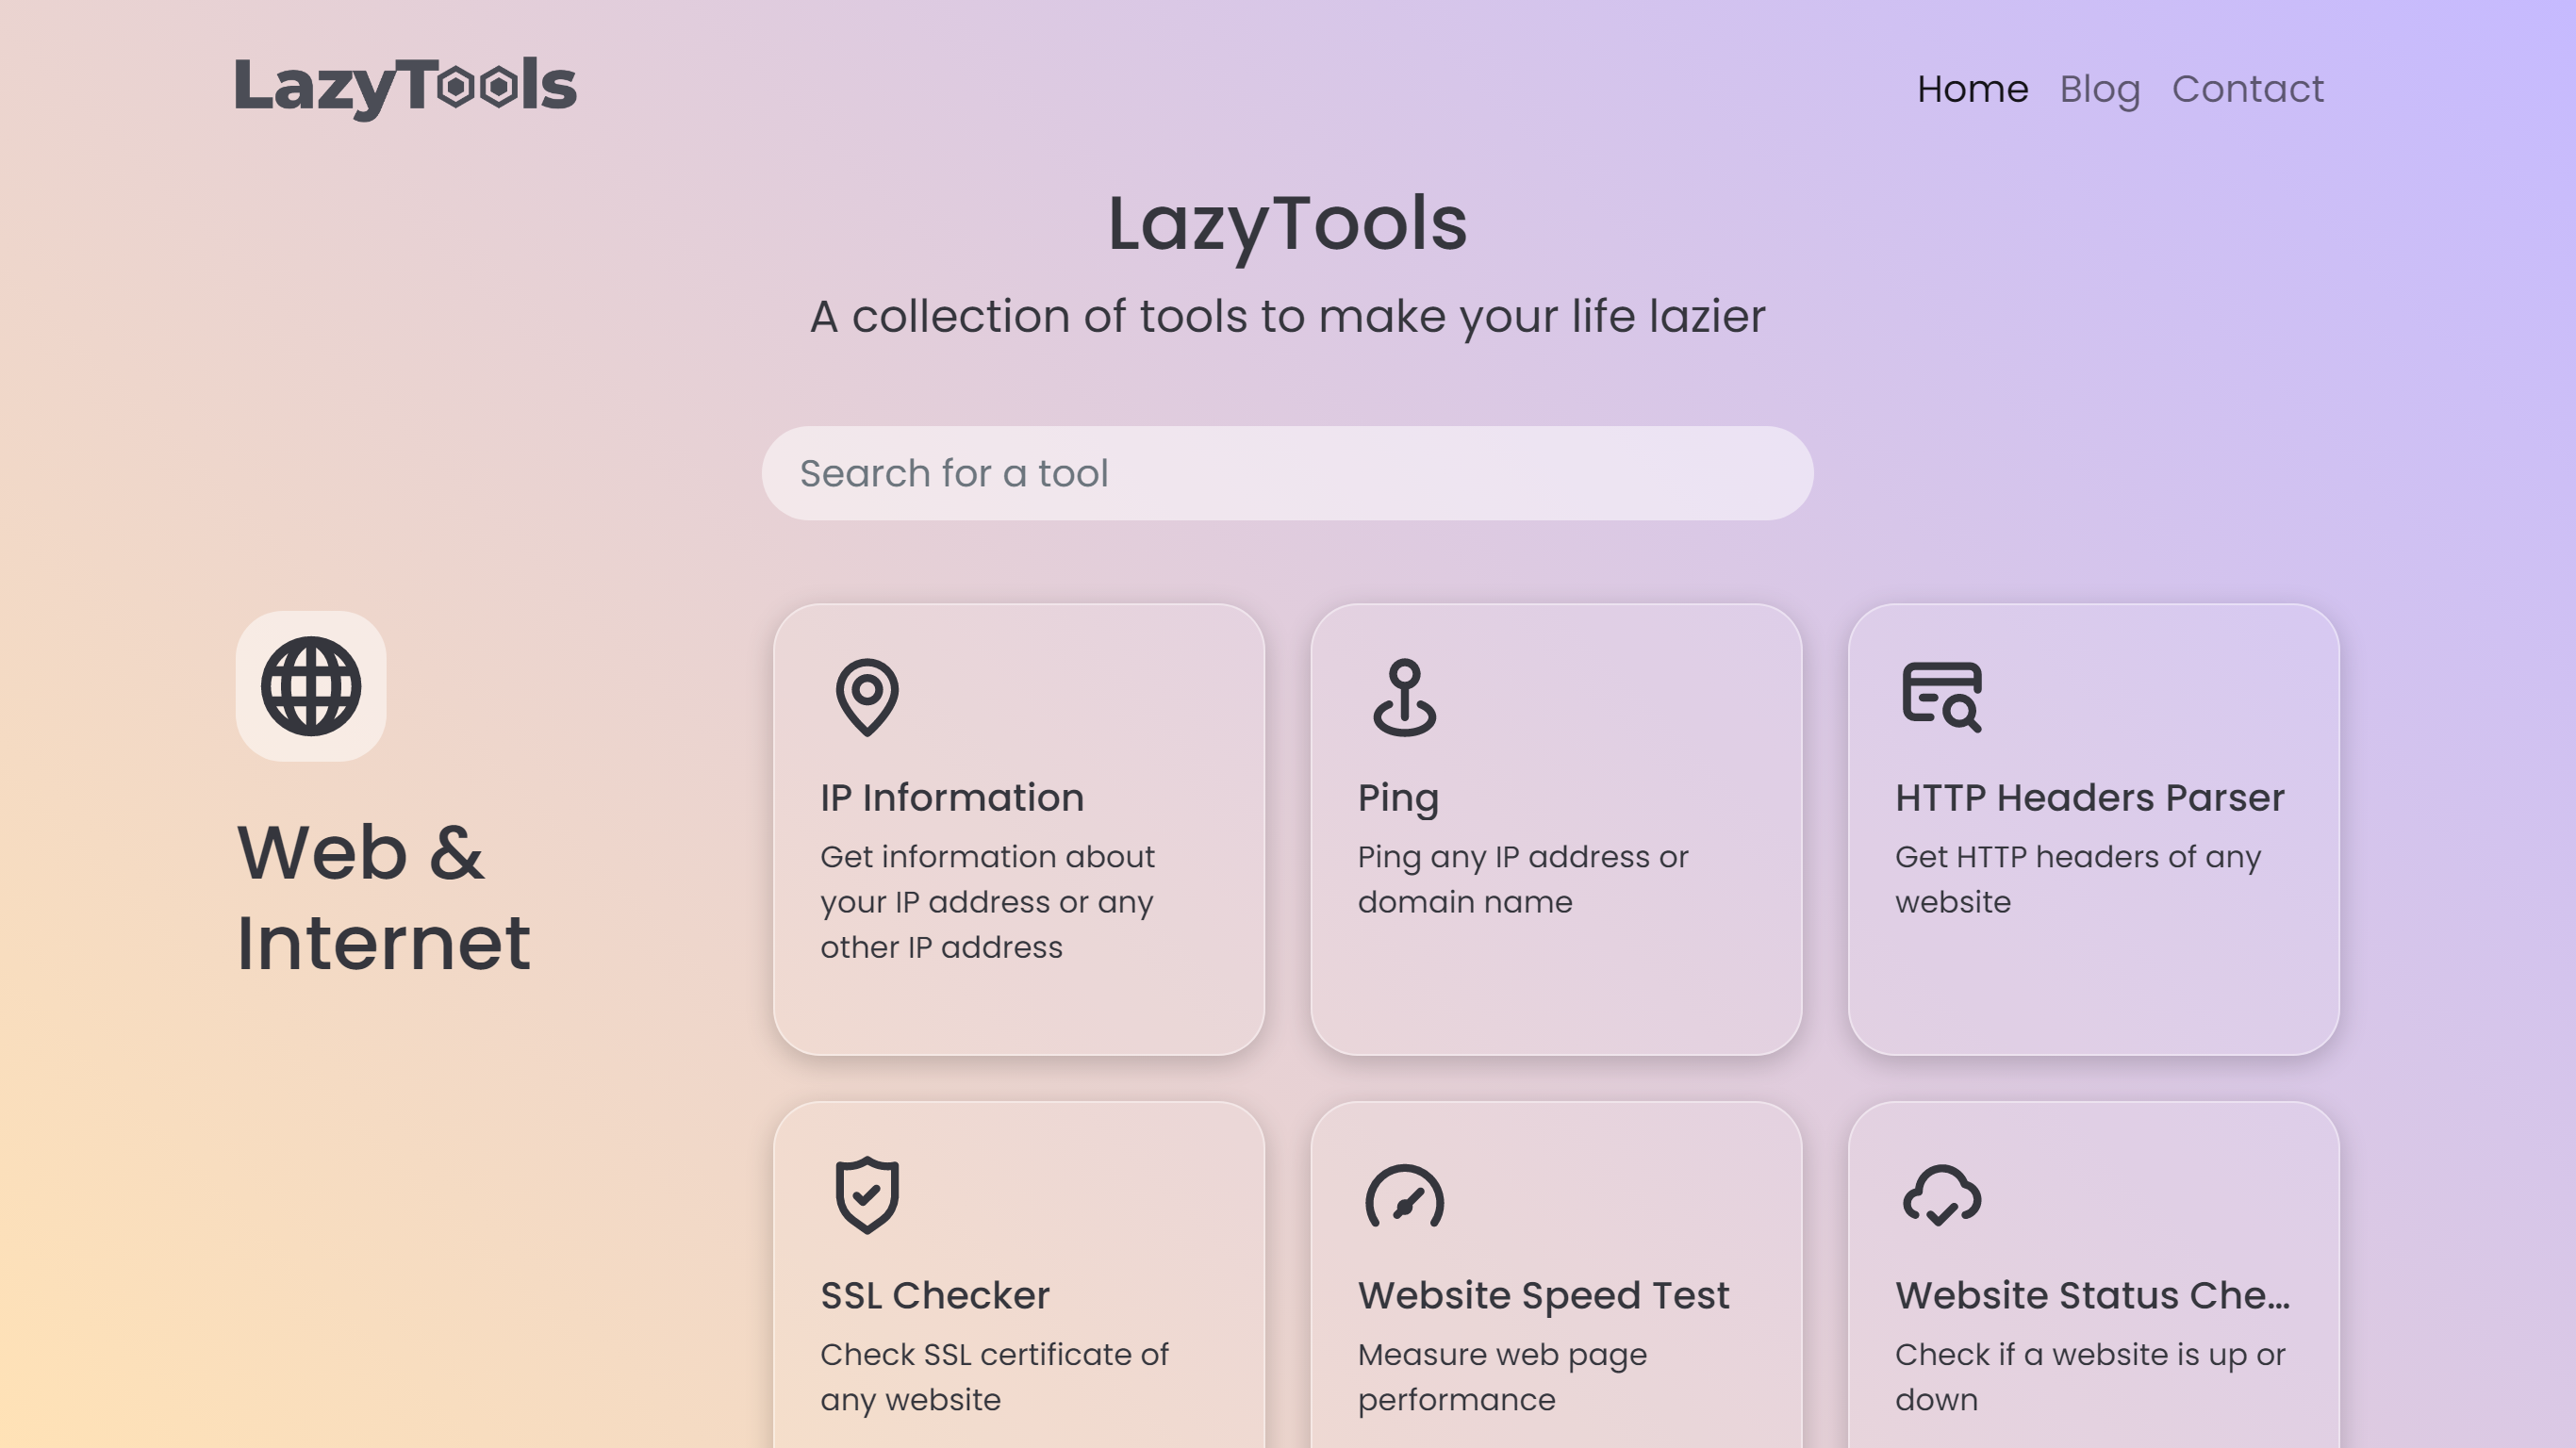 LazyTools
Home Blog Contact
LazyTools
A collection of tools to make your life lazier
Search for a tool
Web &
Internet
IP Information
Get information about
your IP address or any
other IP address
Ping
Ping any IP address or
domain name
HTTP Headers Parser
Get HTTP headers of any
website
SSL Checker
Check SSL certificate of
any website
Website Speed Test
Measure web page
performance
Website Status Che...
Check if a website is up or
down